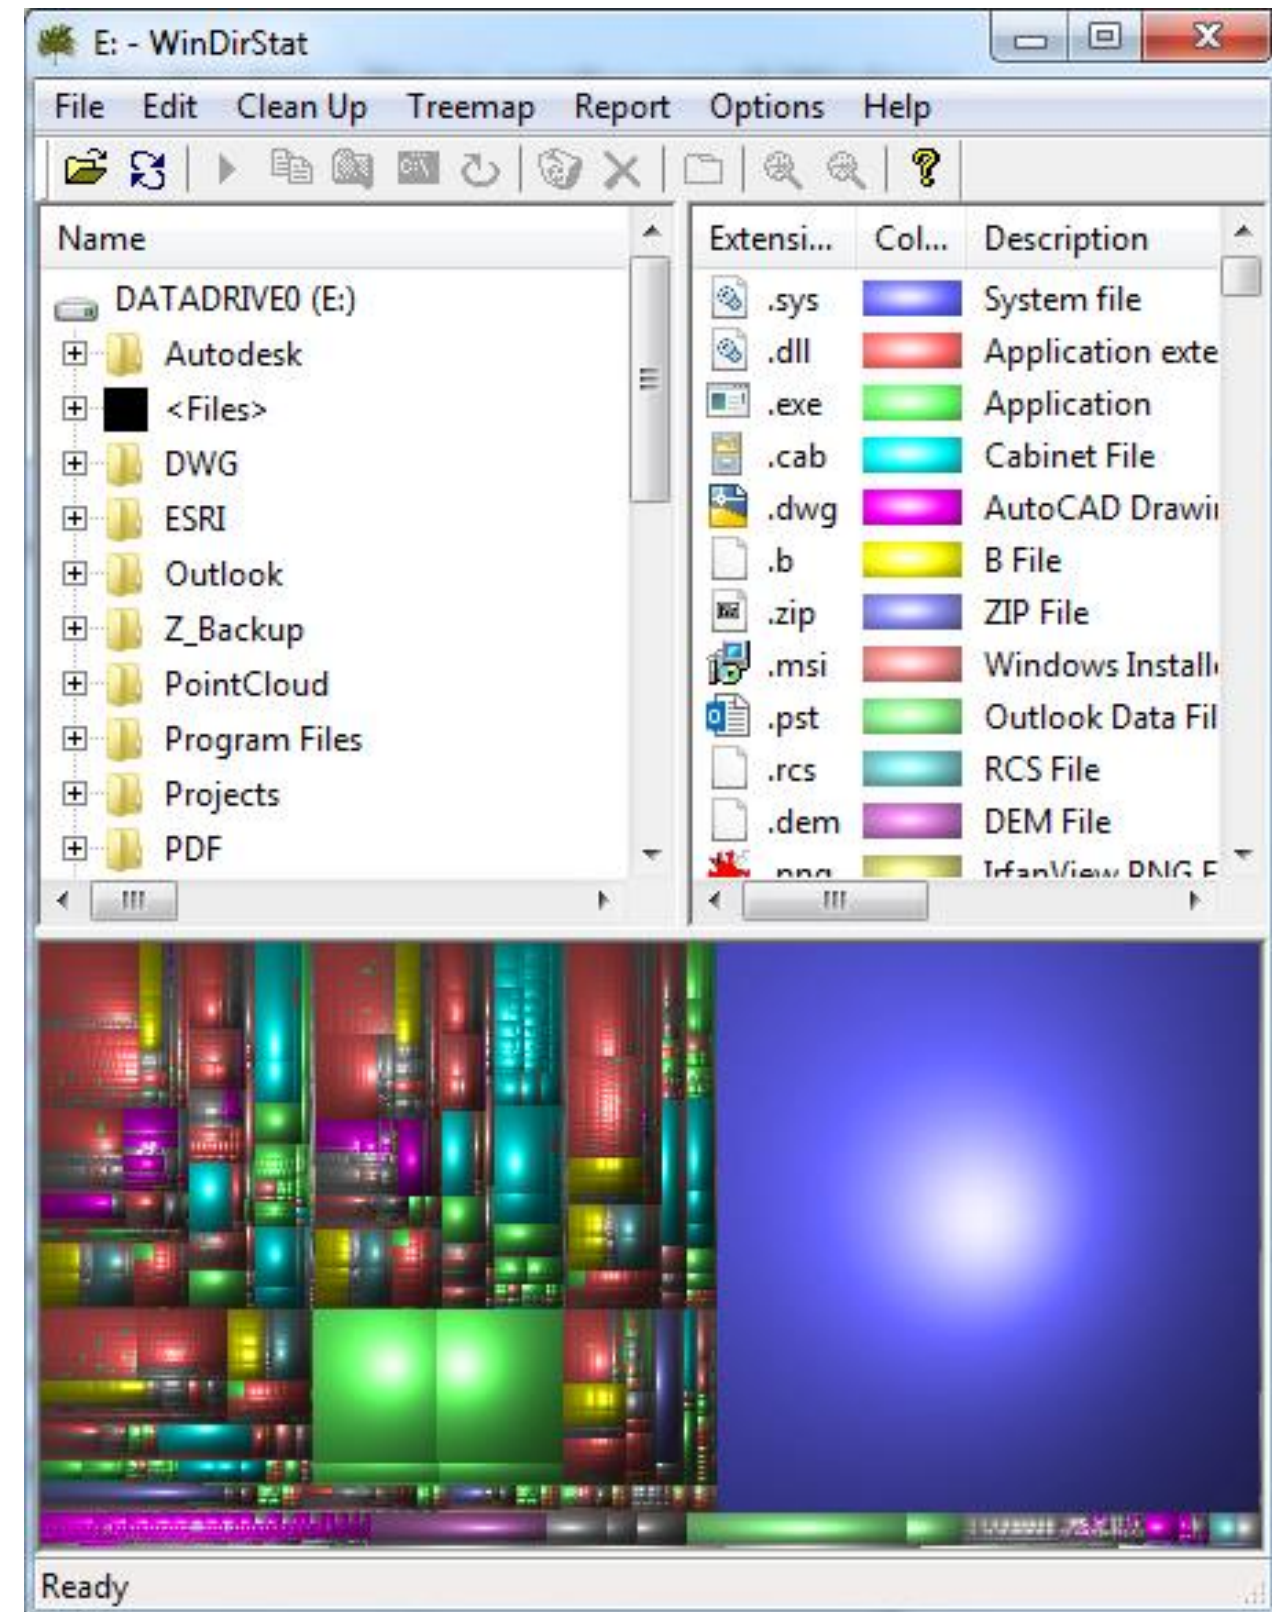 E: - WinDirStat
File Edit Clean Up Treemap Report Options Help
Name
DATADRIVE0 (E:)
Autodesk
<Files>
DWG
ESRI
Outlook
Z_Backup
PointCloud
Program Files
Projects
PDF
Extensi... Col... Description
.sys System file
.dll Application exte
.exe Application
.cab Cabinet File
.dwg AutoCAD Drawi
.b B File
.zip ZIP File
.msi Windows Install
.pst Outlook Data Fil
.rcs RCS File
.dem DEM File
.png IrfanView PNG F
Ready